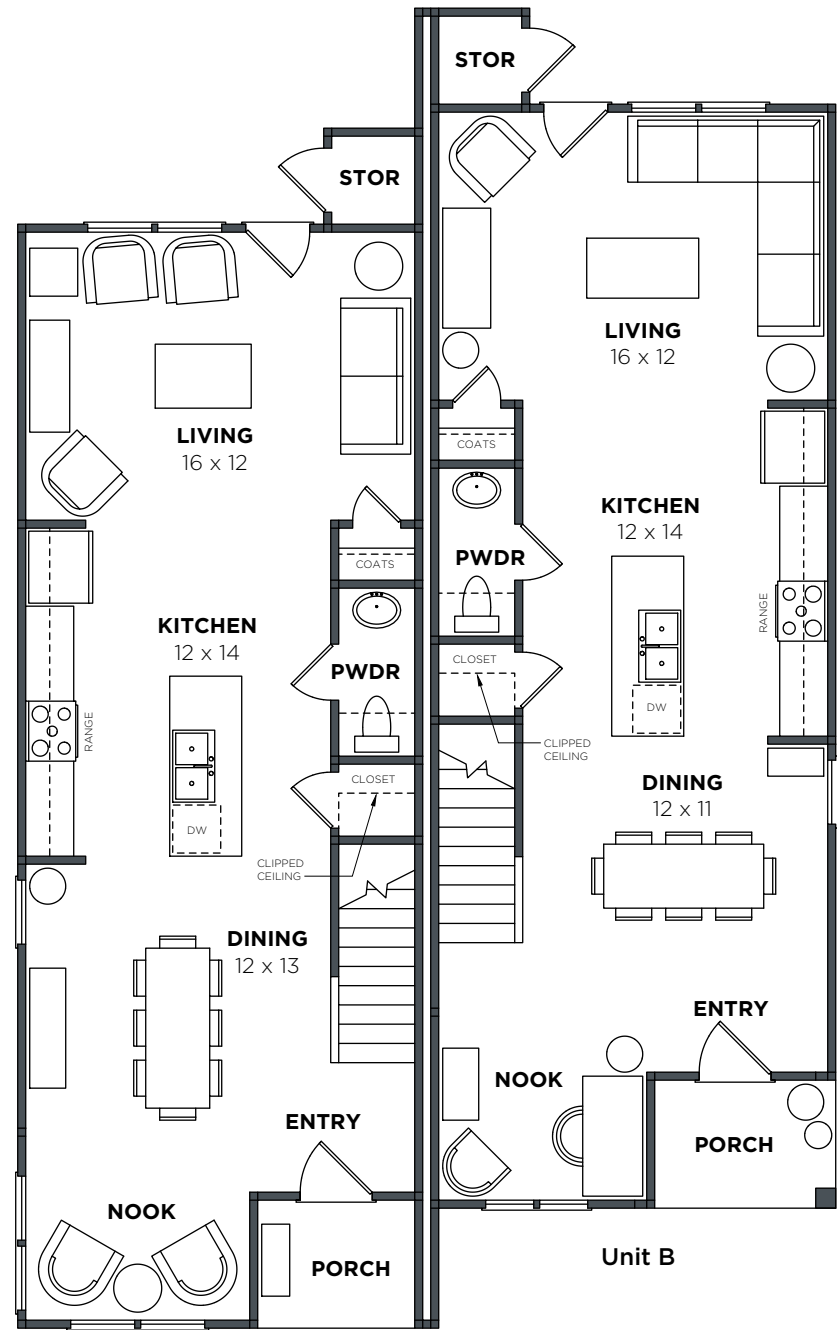 STOR
LIVING
16 x 12
COATS
KITCHEN
12 x 14
PWDR
RANGE
CLOSET
DW
CLIPPED
CEILING
DINING
12 x 13
ENTRY
NOOK
PORCH
STOR
LIVING
16 x 12
COATS
KITCHEN
12 x 14
PWDR
RANGE
CLOSET
DW
CLIPPED
CEILING
DINING
12 x 11
ENTRY
NOOK
PORCH
Unit B